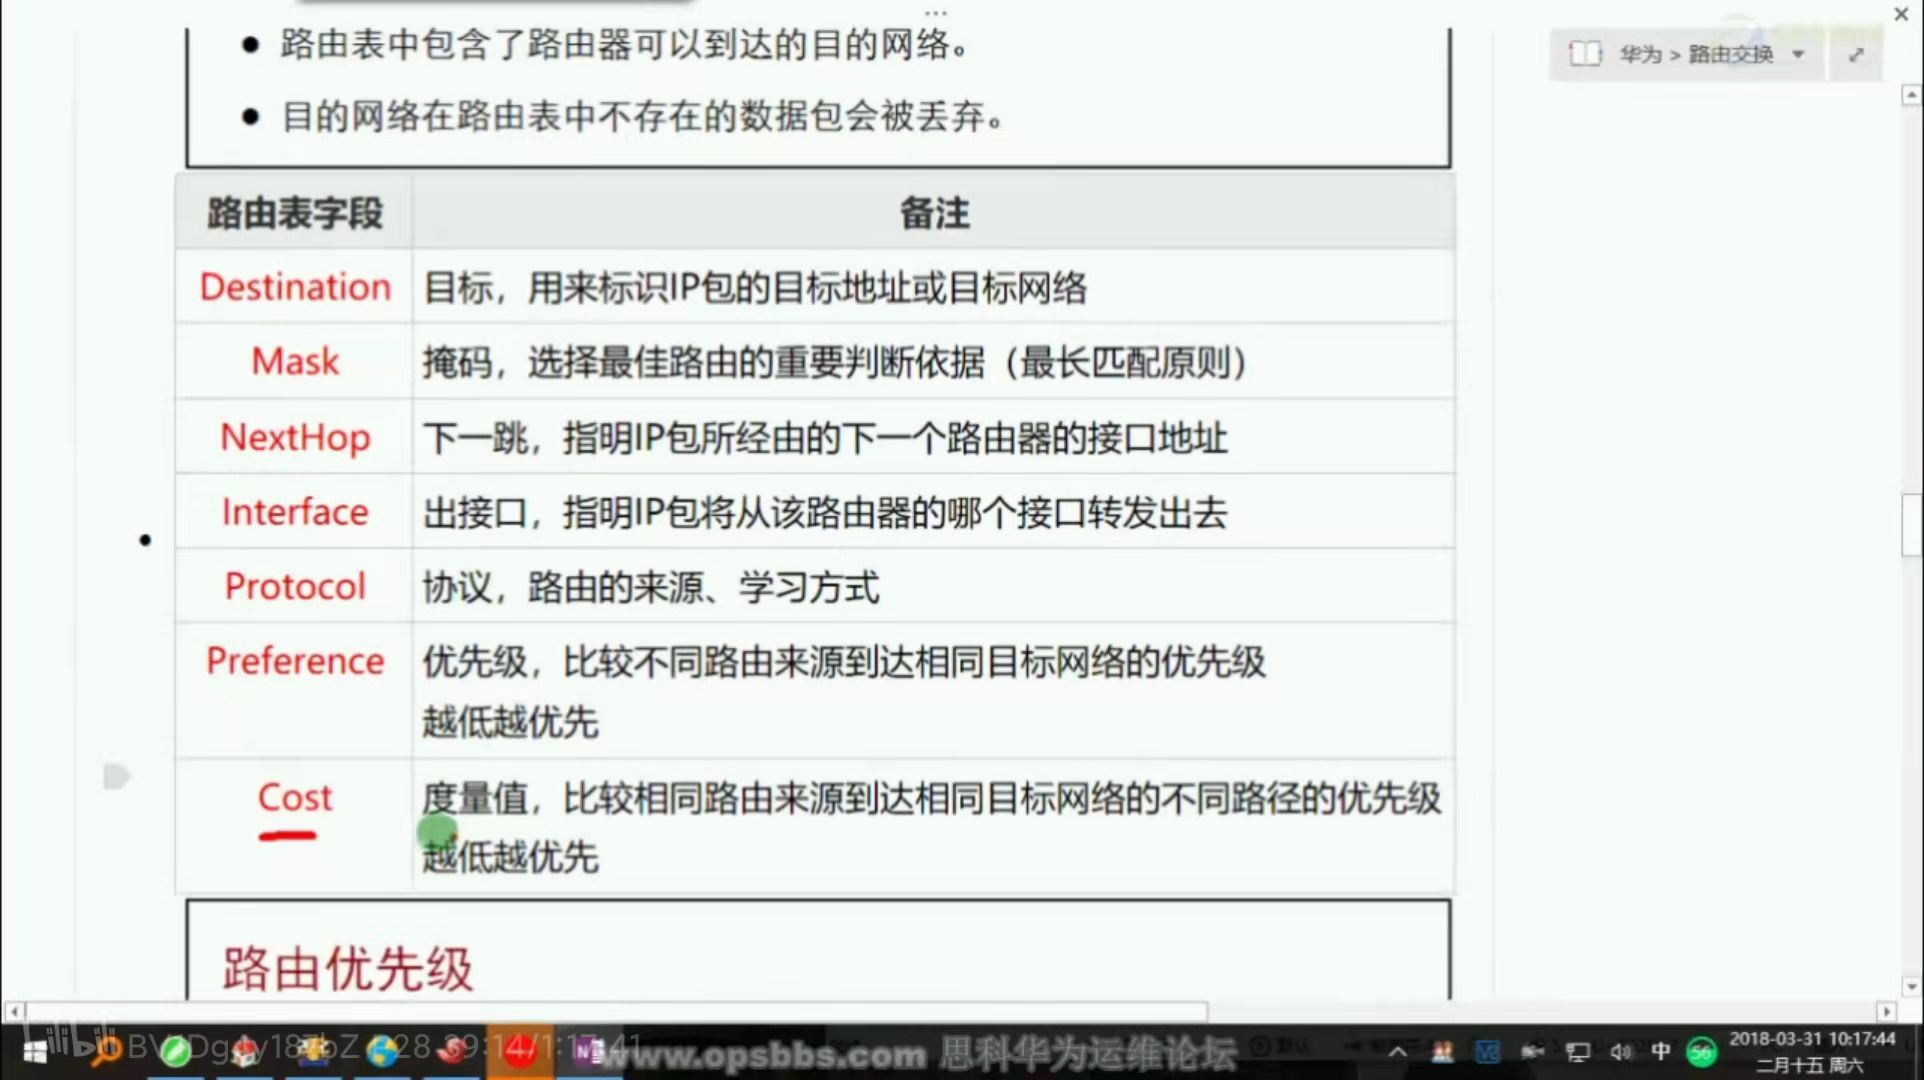 ...
路由表中包含了路由器可以到达的目的网络。
华为 > 路由交换
目的网络在路由表中不存在的数据包会被丢弃。
路由表字段 备注
Destination 目标，用来标识IP包的目标地址或目标网络
Mask 掩码，选择最佳路由的重要判断依据（最长匹配原则）
NextHop 下一跳，指明IP包所经由的下一个路由器的接口地址
Interface 出接口，指明IP包将从该路由器的哪个接口转发出去
Protocol 协议，路由的来源、学习方式
Preference 优先级，比较不同路由来源到达相同目标网络的优先级
越低越优先
Cost 度量值，比较相同路由来源到达相同目标网络的不同路径的优先级
越低越优先
路由优先级
bilibili
www.opsbbs.com 思科华为运维论坛
中
56
2018-03-31 10:17:44
二月十五 周六